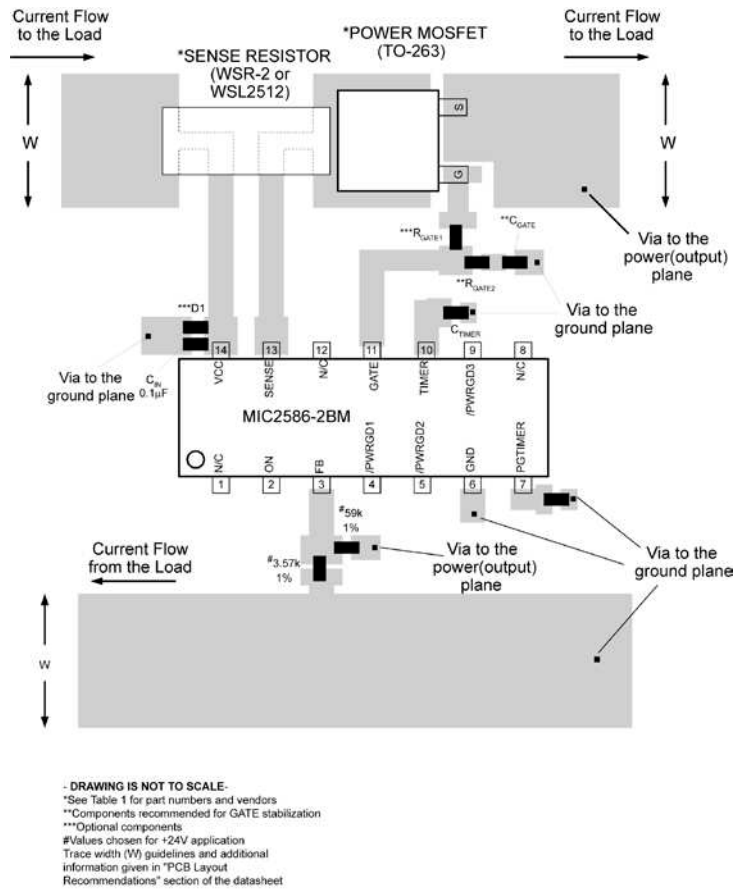 Current Flow
to the Load
*SENSE RESISTOR
(WSR-2 or
WSL2512)
*POWER MOSFET
(TO-263)
Current Flow
to the Load
W
S
G
W
***RGATE1
**CGATE
**RGATE2
CTIMER
Via to the
power(output)
plane
Via to the
ground plane
***D1
CIN
0.1µF
Via to the
ground plane
14
13
12
11
10
9
8
VCC
SENSE
N/C
GATE
TIMER
/PWRGD3
N/C
MIC2586-2BM
N/C
ON
FB
/PWRGD1
/PWRGD2
GND
PGTIMER
1
2
3
4
5
6
7
#59k
1%
#3.57k
1%
Via to the
power(output)
plane
Via to the
ground plane
Current Flow
from the Load
W
- DRAWING IS NOT TO SCALE-
*See Table 1 for part numbers and vendors
**Components recommended for GATE stabilization
***Optional components
#Values chosen for +24V application
Trace width (W) guidelines and additional
information given in "PCB Layout
Recommendations" section of the datasheet